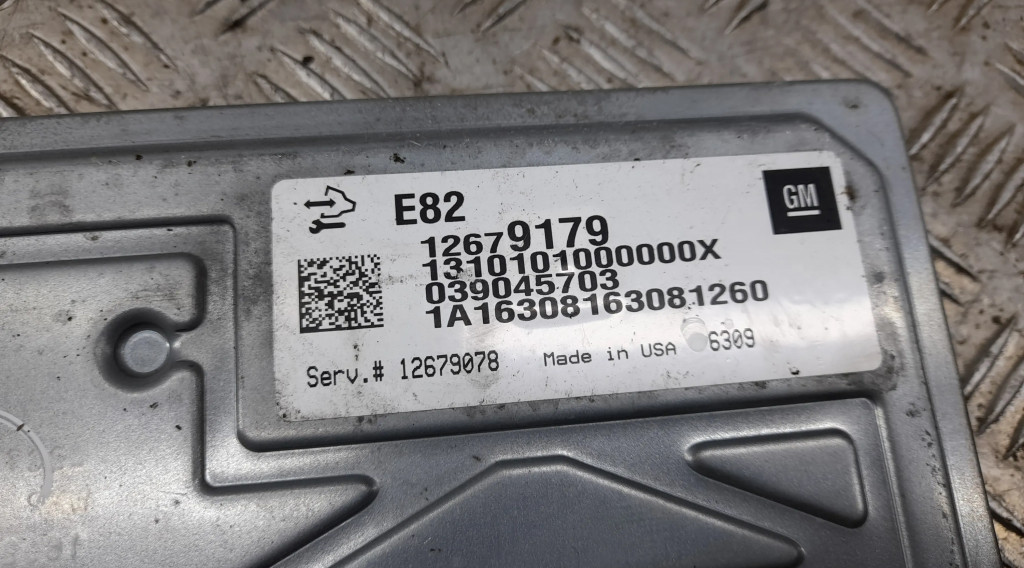 E82
GM
12679179
1310101000000X
039045703
1A16308163081260
Serv.# 12679078 Made in USA 6309